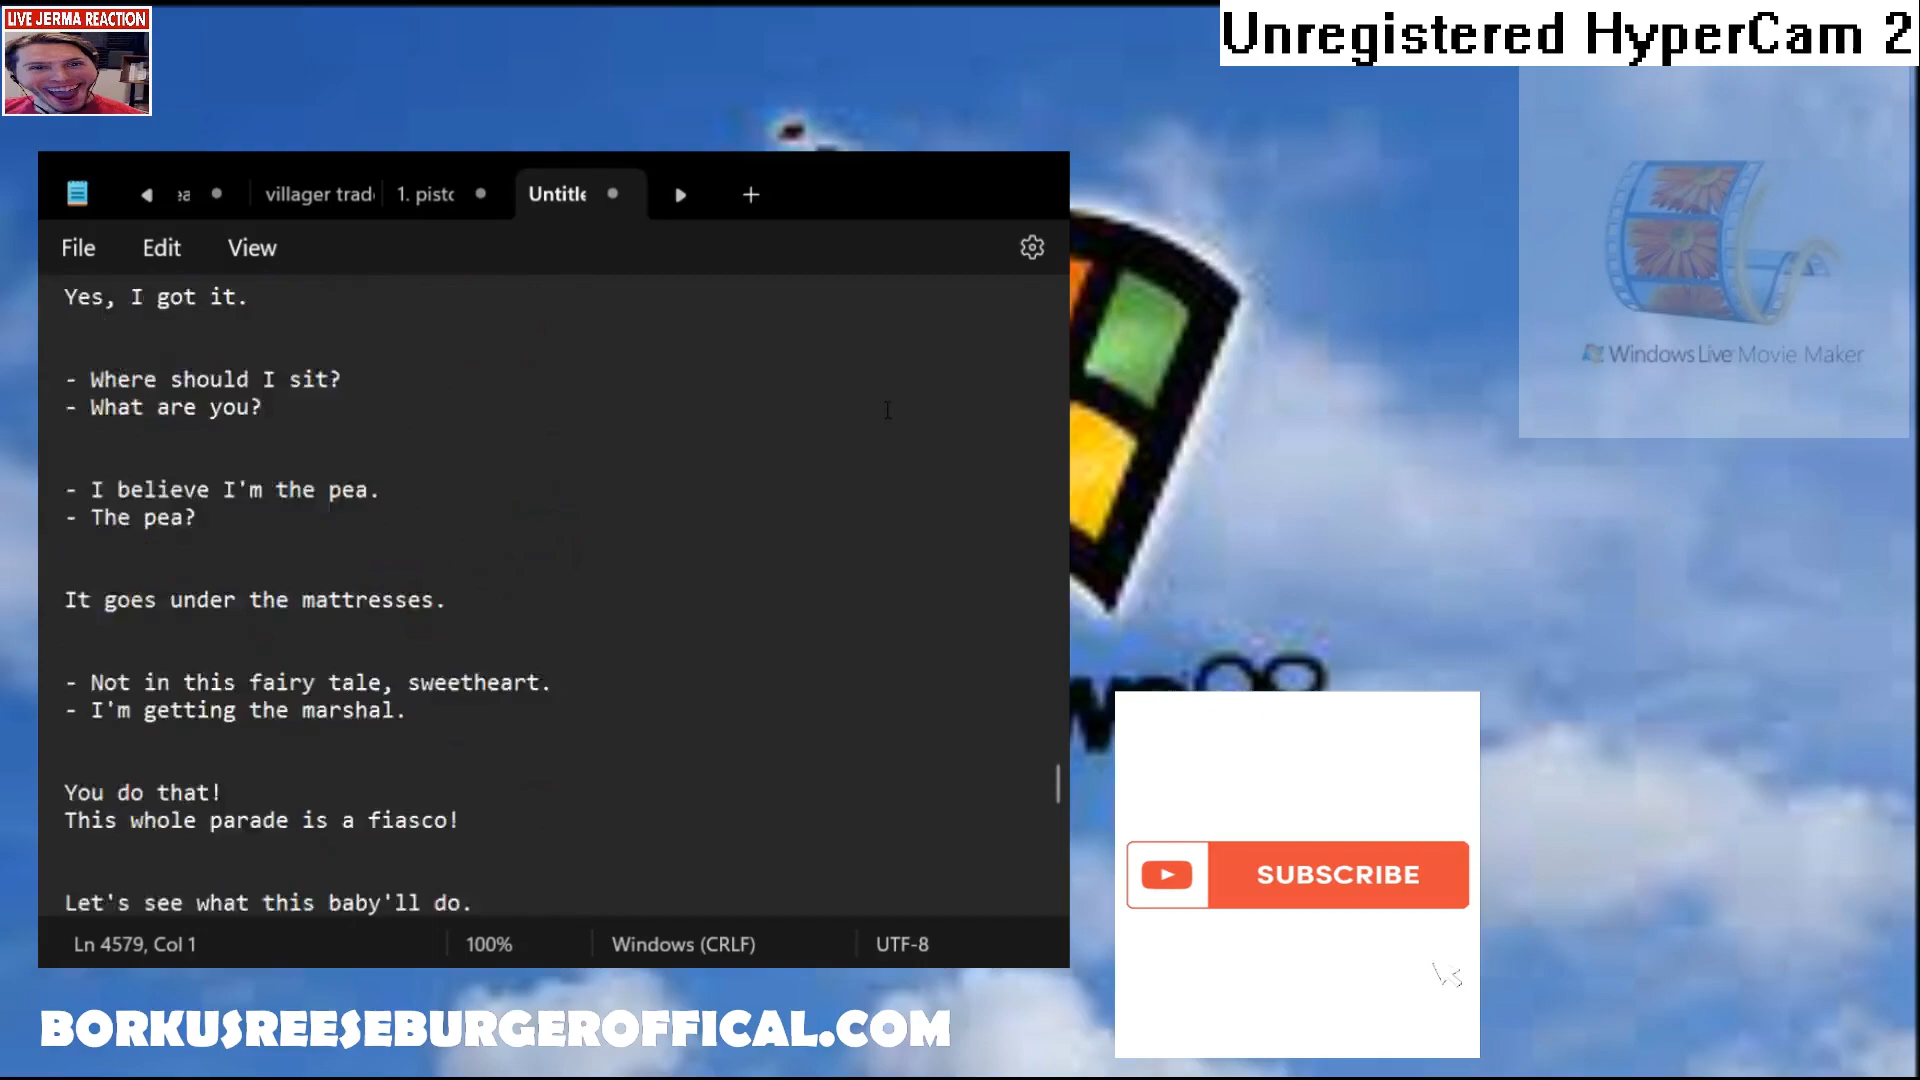 LIVE JERMA REACTION
Unregistered HyperCam 2
villager trad
1. pisto
Untitle
File Edit View
Yes, I got it.
- Where should I sit?
- What are you?
- I believe I'm the pea.
- The pea?
It goes under the mattresses.
- Not in this fairy tale, sweetheart.
- I'm getting the marshal.
You do that!
This whole parade is a fiasco!
Let's see what this baby'll do.
Ln 4579, Col 1
100%
Windows (CRLF)
UTF-8
Windows Live Movie Maker
SUBSCRIBE
BORKUSREESEBURGEROFFICAL.COM